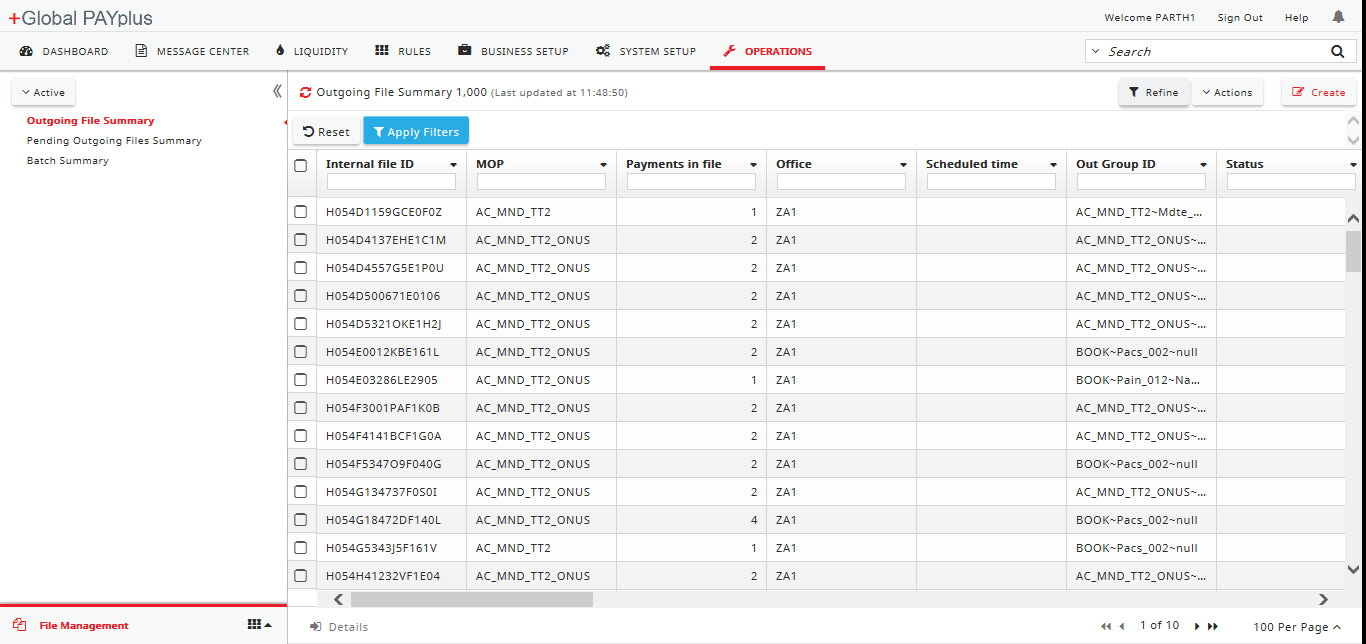 +Global PAYplus
Welcome PARTH1 Sign Out Help
DASHBOARD MESSAGE CENTER LIQUIDITY RULES BUSINESS SETUP SYSTEM SETUP OPERATIONS Search
Active
Outgoing File Summary
Pending Outgoing Files Summary
Batch Summary
Outgoing File Summary 1,000 (Last updated at 11:48:50) Refine Actions Create
Reset Apply Filters
Internal file ID MOP Payments in file Office Scheduled time Out Group ID Status
H054D1159GCE0F0Z AC_MND_TT2 1 ZA1 AC_MND_TT2~Mdte_...
H054D4137EHE1C1M AC_MND_TT2_ONUS 2 ZA1 AC_MND_TT2_ONUS~...
H054D4557G5E1P0U AC_MND_TT2_ONUS 2 ZA1 AC_MND_TT2_ONUS~...
H054D500671E0106 AC_MND_TT2_ONUS 2 ZA1 AC_MND_TT2_ONUS~...
H054D5321OKE1H2J AC_MND_TT2_ONUS 2 ZA1 AC_MND_TT2_ONUS~...
H054E0012KBE161L AC_MND_TT2_ONUS 2 ZA1 BOOK~Pacs_002~null
H054E03286LE2905 AC_MND_TT2_ONUS 1 ZA1 BOOK~Pain_012~Na...
H054F3001PAF1K0B AC_MND_TT2_ONUS 2 ZA1 AC_MND_TT2_ONUS~...
H054F4141BCF1G0A AC_MND_TT2_ONUS 2 ZA1 AC_MND_TT2_ONUS~...
H054F5347O9F040G AC_MND_TT2_ONUS 2 ZA1 BOOK~Pacs_002~null
H054G134737F0S0I AC_MND_TT2_ONUS 2 ZA1 AC_MND_TT2_ONUS~...
H054G18472DF140L AC_MND_TT2_ONUS 4 ZA1 BOOK~Pacs_002~null
H054G5343J5F161V AC_MND_TT2 1 ZA1 BOOK~Pacs_002~null
H054H41232VF1E04 AC_MND_TT2_ONUS 2 ZA1 AC_MND_TT2_ONUS~...
File Management
Details 1 of 10 100 Per Page